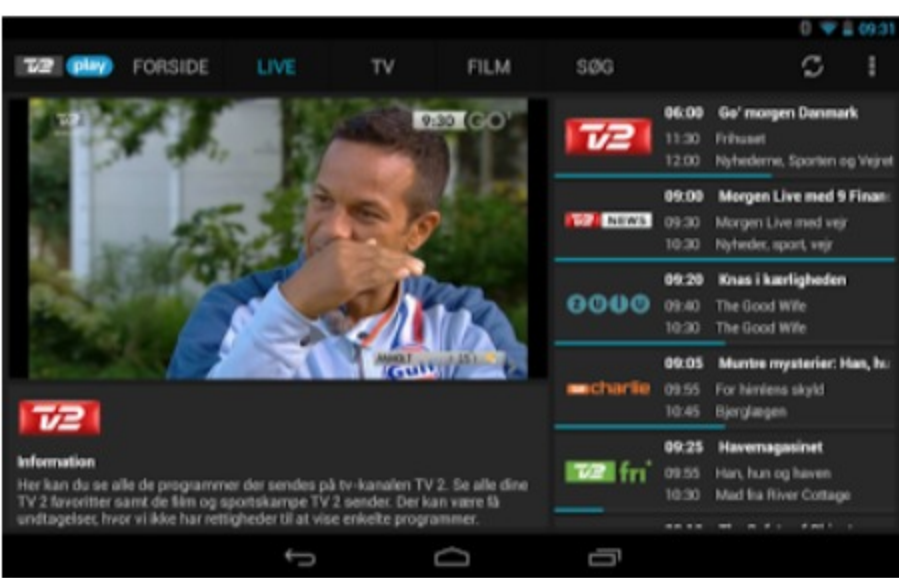 09:31
TV2 play FORSIDE LIVE TV FILM SØG
TV2
9:30 GO'
ANHOLT 15
Gulf
TV2
Information
Her kan du se alle de programmer der sendes på tv-kanalen TV 2. Se alle dine
TV 2 favoritter samt de film og sportskampe TV 2 sender. Der kan være få
undtagelser, hvor vi ikke har rettigheder til at vise enkelte programmer.
TV2
06:00 Go' morgen Danmark
11:30 Frihuset
12:00 Nyhederne, Sporten og Vejret
TV2 NEWS
09:00 Morgen Live med 9 Finan
09:30 Morgen Live med vejr
10:30 Nyheder, sport, vejr
ZULU
09:20 Knas i kærligheden
09:40 The Good Wife
10:30 The Good Wife
charlie
09:05 Muntre mysterier: Han, hu
09:55 For himlens skyld
10:45 Bjerglægen
TV2 fri
09:25 Havemagasinet
09:55 Han, hun og haven
10:30 Mad fra River Cottage